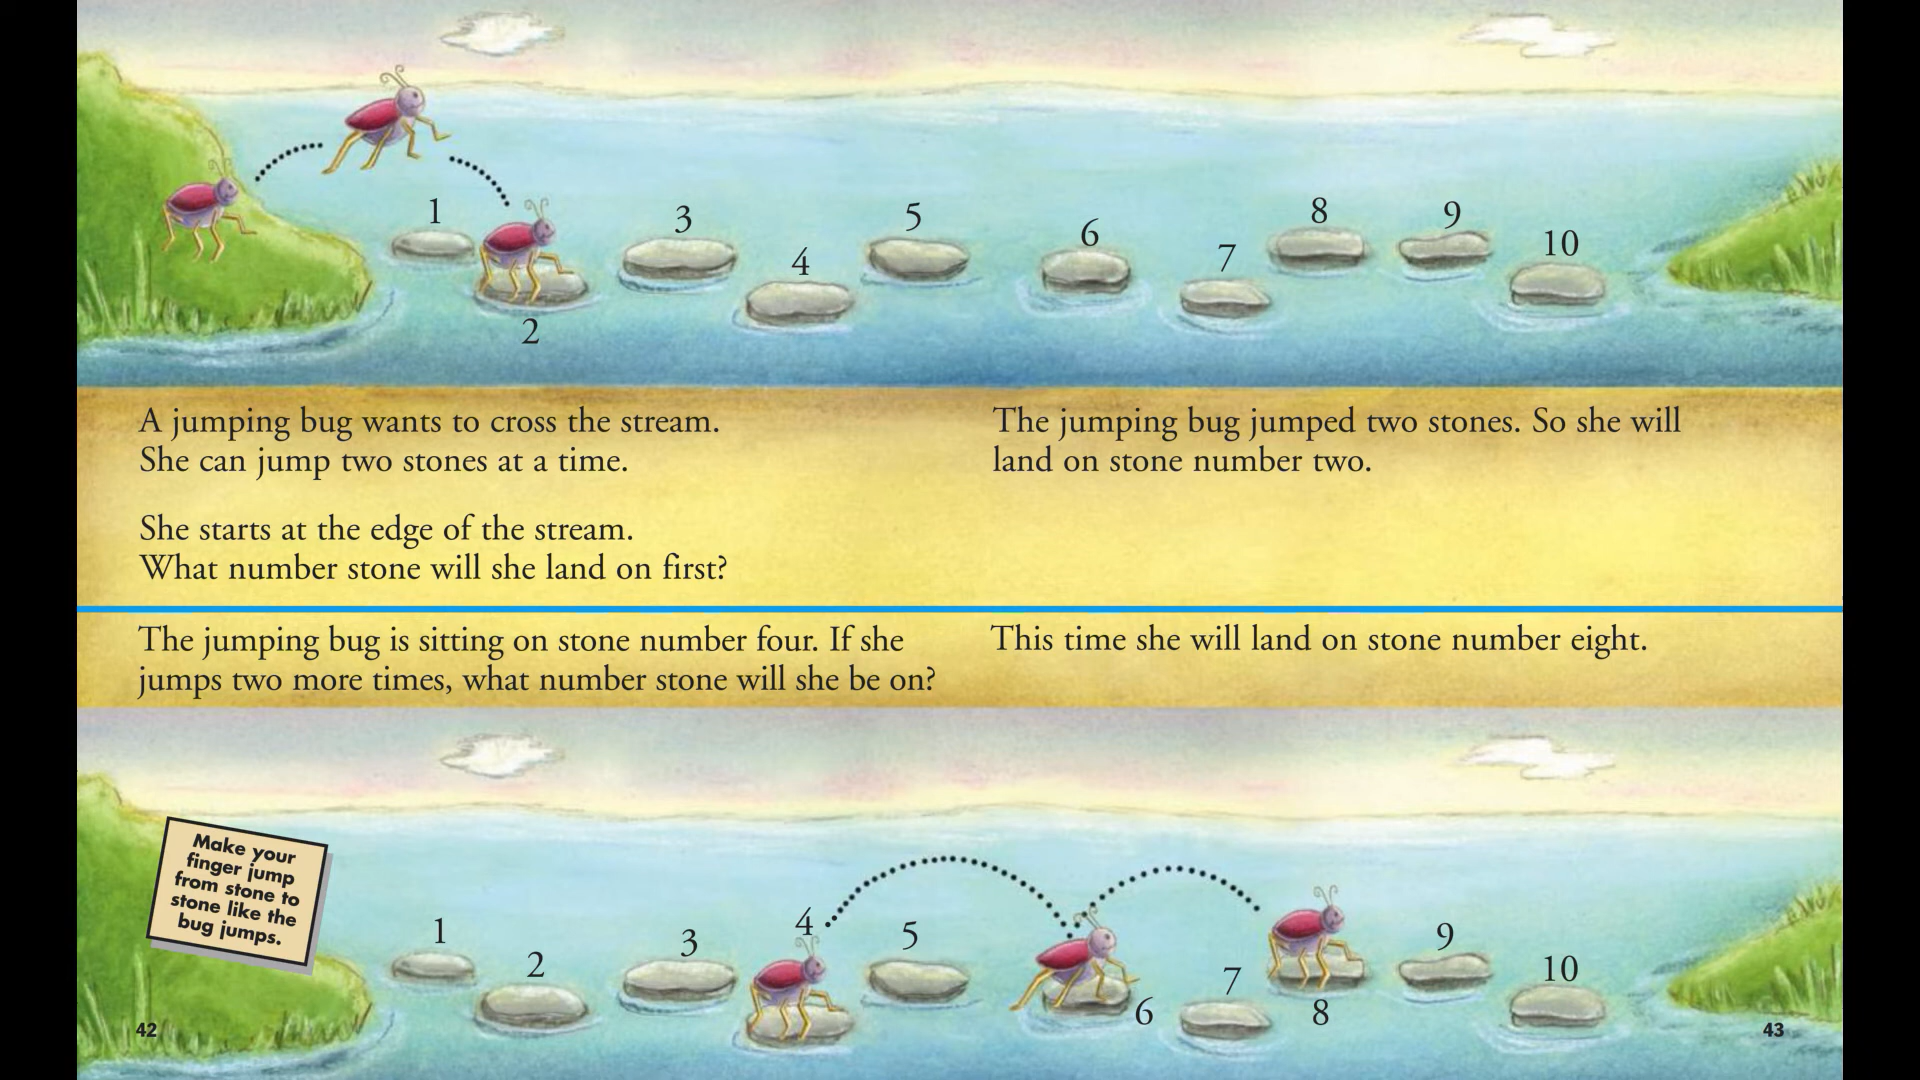 1
2
3
4
5
6
7
8
9
10
A jumping bug wants to cross the stream.
She can jump two stones at a time.
She starts at the edge of the stream.
What number stone will she land on first?
The jumping bug jumped two stones. So she will
land on stone number two.
The jumping bug is sitting on stone number four. If she
jumps two more times, what number stone will she be on?
This time she will land on stone number eight.
Make your
finger jump
from stone to
stone like the
bug jumps.
1
2
3
4
5
6
7
8
9
10
42
43